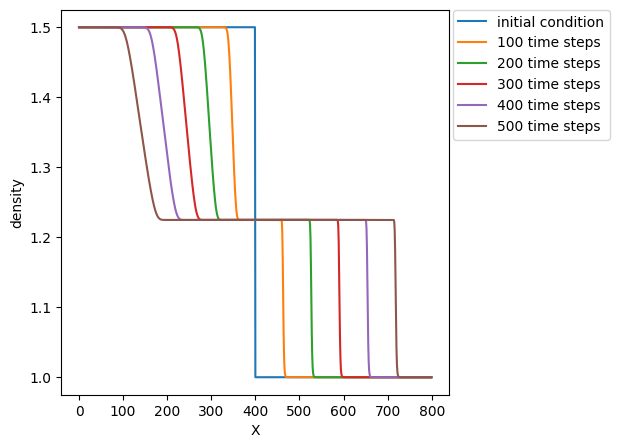 initial condition
100 time steps
200 time steps
300 time steps
400 time steps
500 time steps
1.5
1.4
1.3
1.2
1.1
1.0
density
0 100 200 300 400 500 600 700 800
X